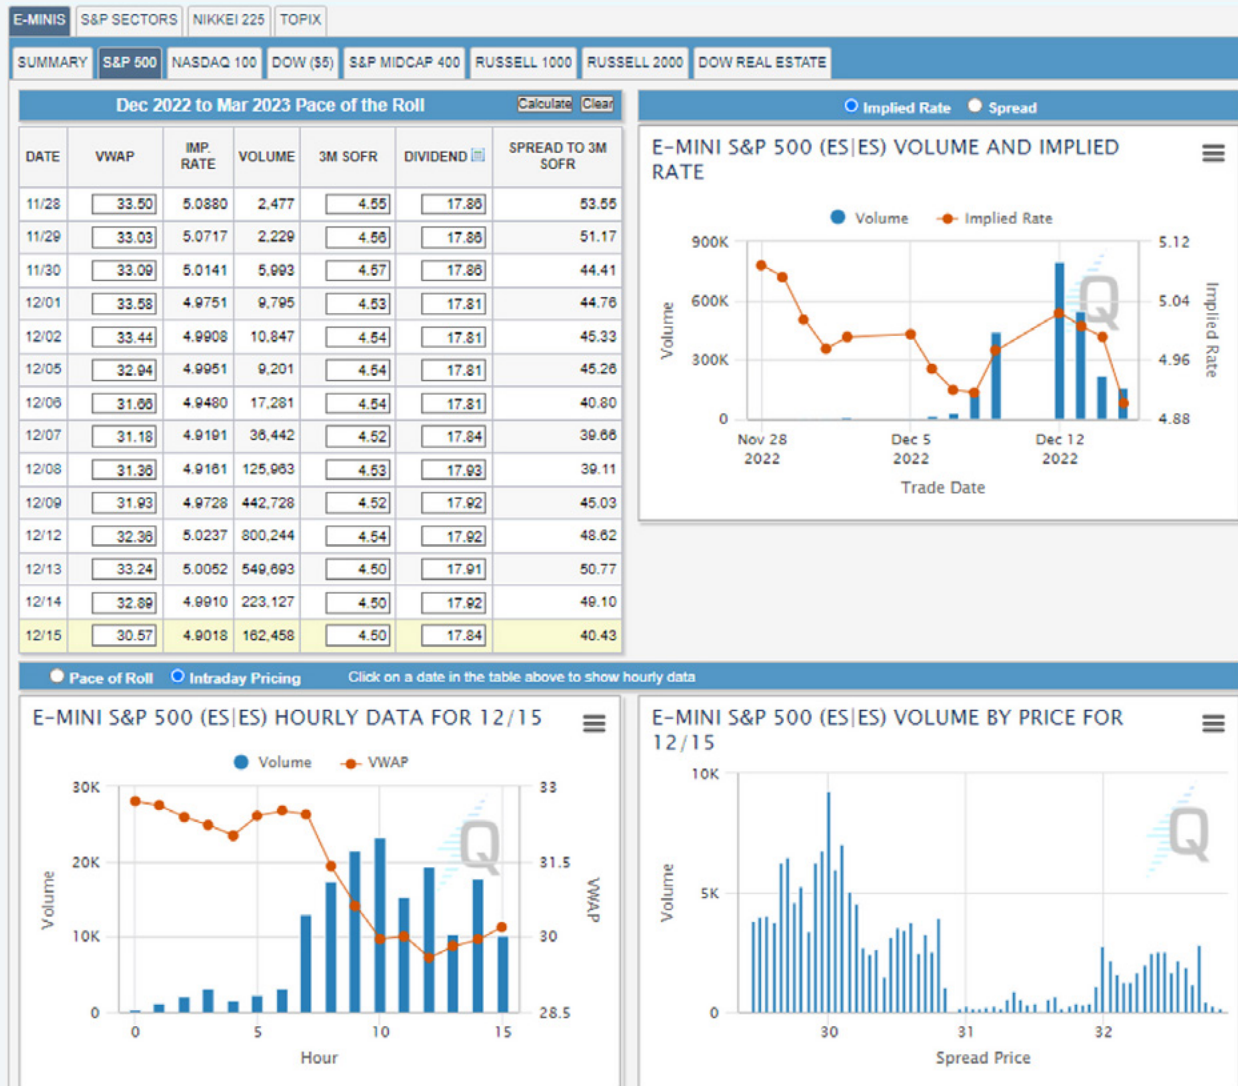 E-MINIS S&P SECTORS NIKKEI 225 TOPIX
SUMMARY S&P 500 NASDAQ 100 DOW ($5) S&P MIDCAP 400 RUSSELL 1000 RUSSELL 2000 DOW REAL ESTATE
Dec 2022 to Mar 2023 Pace of the Roll Calculate Clear
DATE VWAP IMP. RATE VOLUME 3M SOFR DIVIDEND SPREAD TO 3M SOFR
11/28 33.50 5.0880 2,477 4.55 17.86 53.55
11/29 33.03 5.0717 2,229 4.56 17.86 51.17
11/30 33.09 5.0141 5,993 4.57 17.86 44.41
12/01 33.58 4.9751 9,795 4.53 17.81 44.76
12/02 33.44 4.9908 10,847 4.54 17.81 45.33
12/05 32.94 4.9951 9,201 4.54 17.81 45.26
12/06 31.66 4.9480 17,281 4.54 17.81 40.80
12/07 31.18 4.9191 36,442 4.52 17.84 39.66
12/08 31.36 4.9161 125,963 4.53 17.93 39.11
12/09 31.93 4.9728 442,728 4.52 17.92 45.03
12/12 32.36 5.0237 800,244 4.54 17.92 48.62
12/13 33.24 5.0052 549,693 4.50 17.91 50.77
12/14 32.89 4.9910 223,127 4.50 17.92 49.10
12/15 30.57 4.9018 162,458 4.50 17.84 40.43
Implied Rate Spread
E-MINI S&P 500 (ES|ES) VOLUME AND IMPLIED
RATE
Volume Implied Rate
900K 5.12
600K 5.04
300K 4.96
0 4.88
Volume
Implied Rate
Q
Nov 28 Dec 5 Dec 12
2022 2022 2022
Trade Date
Pace of Roll Intraday Pricing Click on a date in the table above to show hourly data
E-MINI S&P 500 (ES|ES) HOURLY DATA FOR 12/15
Volume VWAP
30K 33
20K 31.5
10K 30
0 28.5
Volume
VWAP
Q
0 5 10 15
Hour
E-MINI S&P 500 (ES|ES) VOLUME BY PRICE FOR
12/15
10K
5K
0
Volume
Q
30 31 32
Spread Price